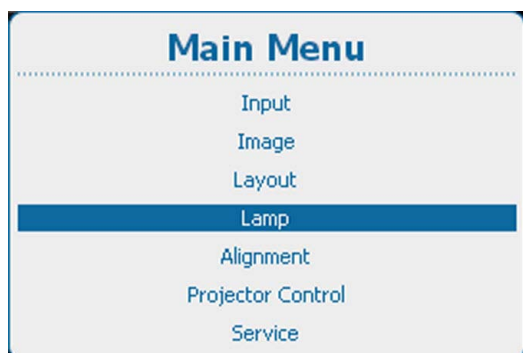 Main Menu
Input
Image
Layout
Lamp
Alignment
Projector Control
Service